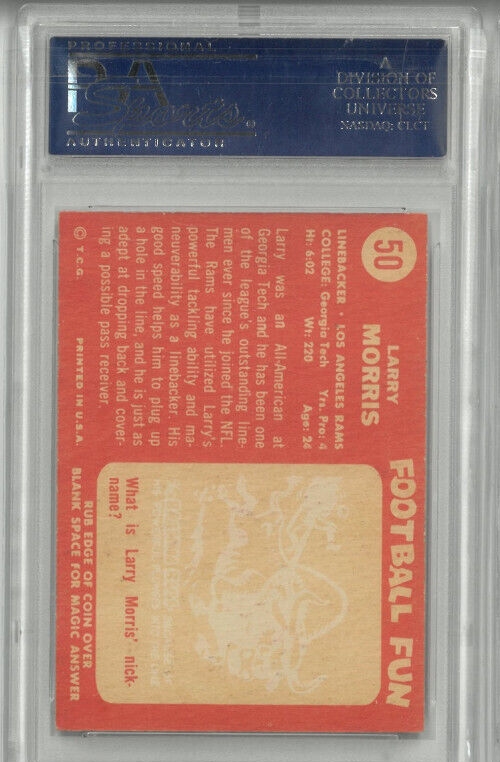 PROFESSIONAL
PSA
Sports
AUTHENTICATOR
A
DIVISION OF
COLLECTORS
UNIVERSE
NASDAQ: CLCT
50
LARRY
MORRIS
LINEBACKER • LOS ANGELES RAMS
COLLEGE: Georgia Tech Yrs. Pro: 4
Ht: 6:02 Wt: 220 Age: 24
Larry was an All-American at
Georgia Tech and he has been one
of the league's outstanding line-
men ever since he joined the NFL.
The Rams have utilized Larry's
powerful tackling ability and ma-
neuverability as a linebacker. His
good speed helps him to plug up
a hole in the line, and he is just as
adept at dropping back and cover-
ing a possible pass receiver.
© T.C.G. PRINTED IN U.S.A.
FOOTBALL FUN
What is Larry Morris' nick-
name?
RUB EDGE OF COIN OVER
BLANK SPACE FOR MAGIC ANSWER